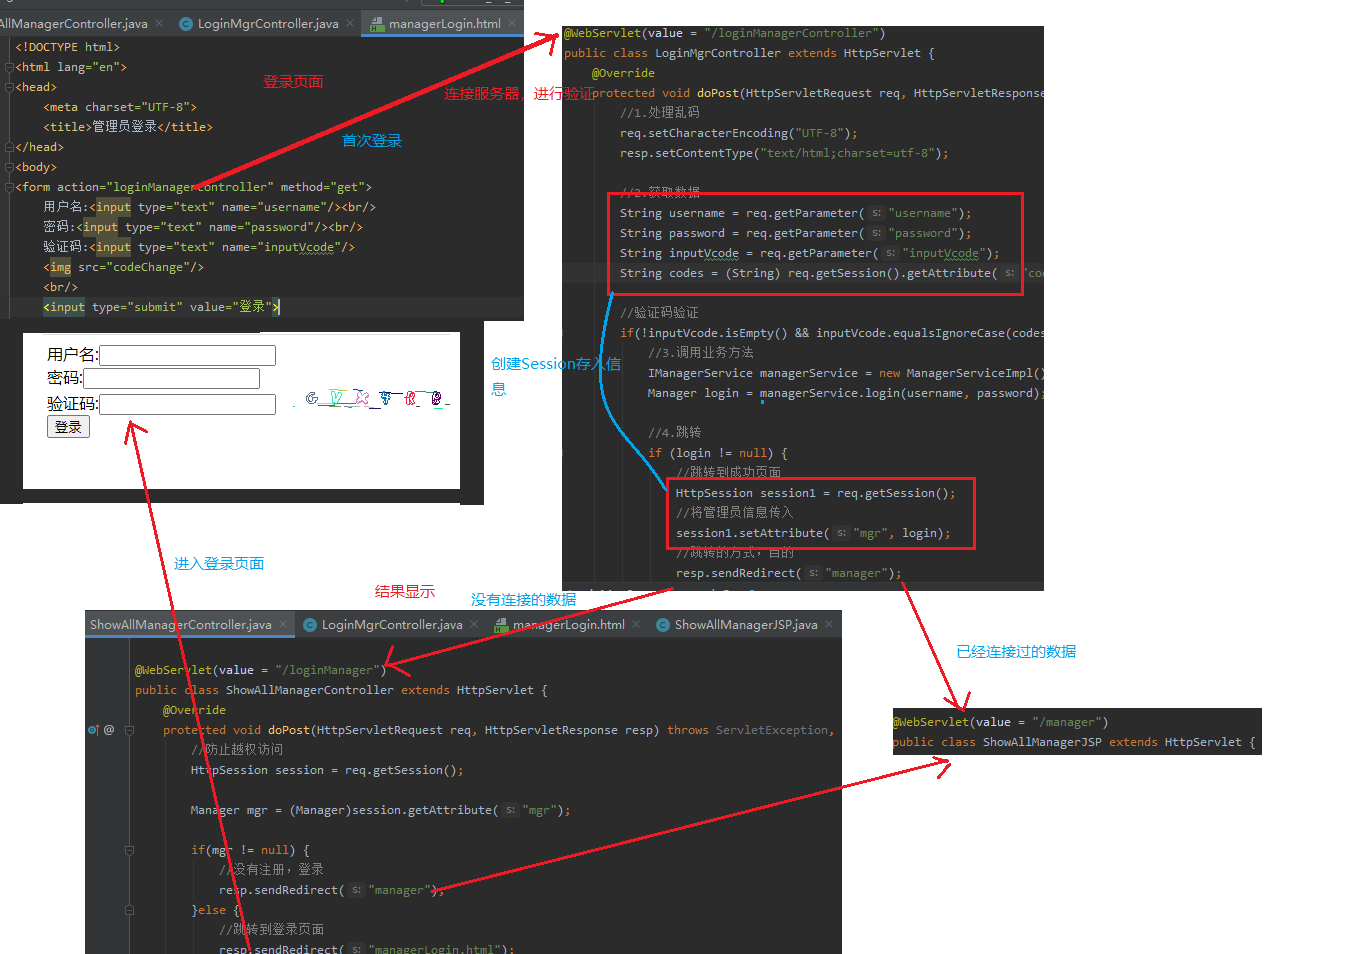 AllManagerController.java
LoginMgrController.java
managerLogin.html
<!DOCTYPE html>
<html lang="en">
<head>
<meta charset="UTF-8">
<title>管理员登录</title>
</head>
<body>
<form action="loginManagerController" method="get">
用户名:<input type="text" name="username"/><br/>
密码:<input type="text" name="password"/><br/>
验证码:<input type="text" name="inputVcode"/>
<img src="codeChange"/>
<br/>
<input type="submit" value="登录">
登录页面
首次登录
连接服务器，进行验证
@WebServlet(value = "/loginManagerController")
public class LoginMgrController extends HttpServlet {
@Override
protected void doPost(HttpServletRequest req, HttpServletResponse
//1.处理乱码
req.setCharacterEncoding("UTF-8");
resp.setContentType("text/html;charset=utf-8");
//2.获取数据
String username = req.getParameter( s: "username");
String password = req.getParameter( s: "password");
String inputVcode = req.getParameter( s: "inputVcode");
String codes = (String) req.getSession().getAttribute( s: "co
//验证码验证
if(!inputVcode.isEmpty() && inputVcode.equalsIgnoreCase(codes
//3.调用业务方法
IManagerService managerService = new ManagerServiceImpl()
Manager login = managerService.login(username, password);
//4.跳转
if (login != null) {
//跳转到成功页面
HttpSession session1 = req.getSession();
//将管理员信息传入
session1.setAttribute( s: "mgr", login);
//跳转的方式，目的
resp.sendRedirect( s: "manager");
用户名:
密码:
验证码:
登录
创建Session存入信
息
进入登录页面
结果显示
没有连接的数据
已经连接过的数据
ShowAllManagerController.java
LoginMgrController.java
managerLogin.html
ShowAllManagerJSP.java
@WebServlet(value = "/loginManager")
public class ShowAllManagerController extends HttpServlet {
@Override
protected void doPost(HttpServletRequest req, HttpServletResponse resp) throws ServletException,
//防止越权访问
HttpSession session = req.getSession();
Manager mgr = (Manager)session.getAttribute( s: "mgr");
if(mgr != null) {
//没有注册，登录
resp.sendRedirect( s: "manager");
}else {
//跳转到登录页面
resp.sendRedirect( s: "managerLogin.html");
@WebServlet(value = "/manager")
public class ShowAllManagerJSP extends HttpServlet {